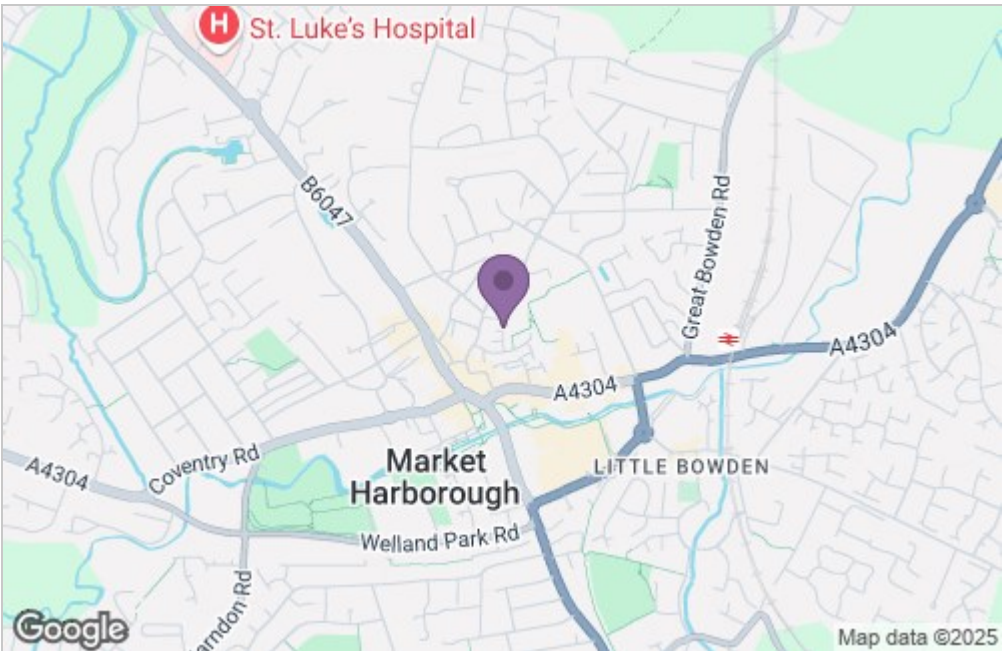 H
St. Luke's Hospital
B6047
Great Bowden Rd
A4304
A4304
Coventry Rd
A4304
Market
Harborough
LITTLE BOWDEN
Welland Park Rd
Google
Map data ©2025